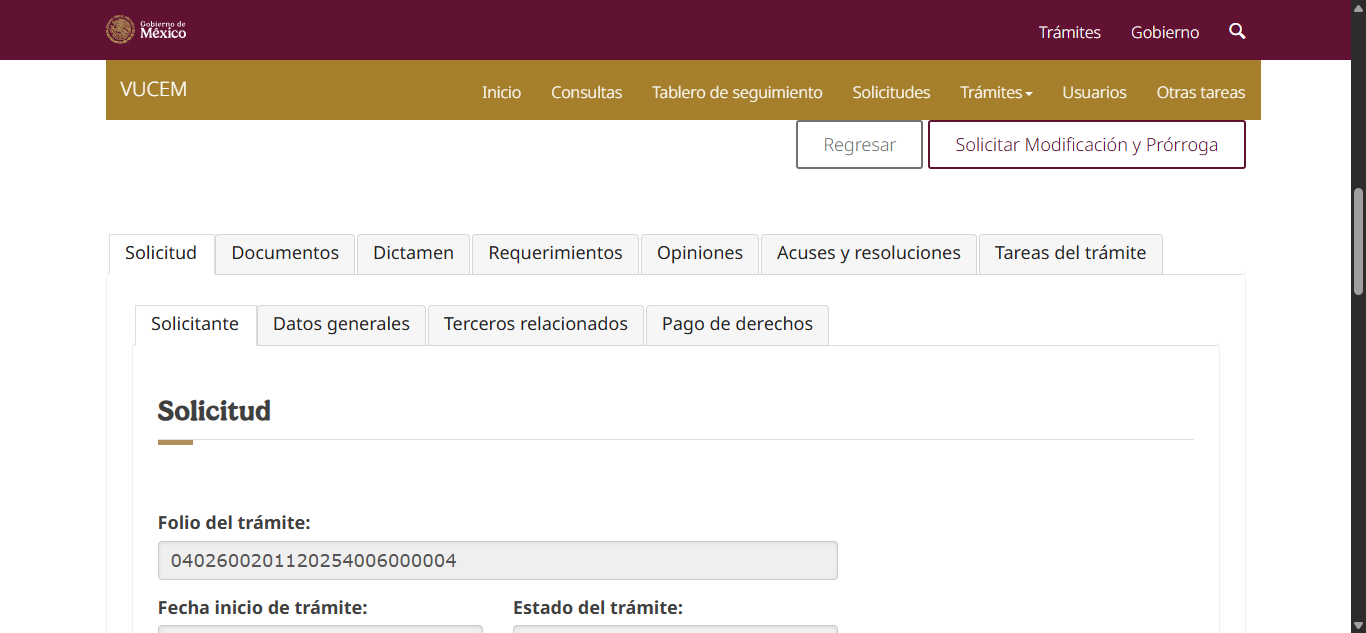 Gobierno de
México
Trámites Gobierno
VUCEM
Inicio Consultas Tablero de seguimiento Solicitudes Trámites Usuarios Otras tareas
Regresar Solicitar Modificación y Prórroga
Solicitud Documentos Dictamen Requerimientos Opiniones Acuses y resoluciones Tareas del trámite
Solicitante Datos generales Terceros relacionados Pago de derechos
Solicitud
Folio del trámite:
0402600201120254006000004
Fecha inicio de trámite: Estado del trámite: